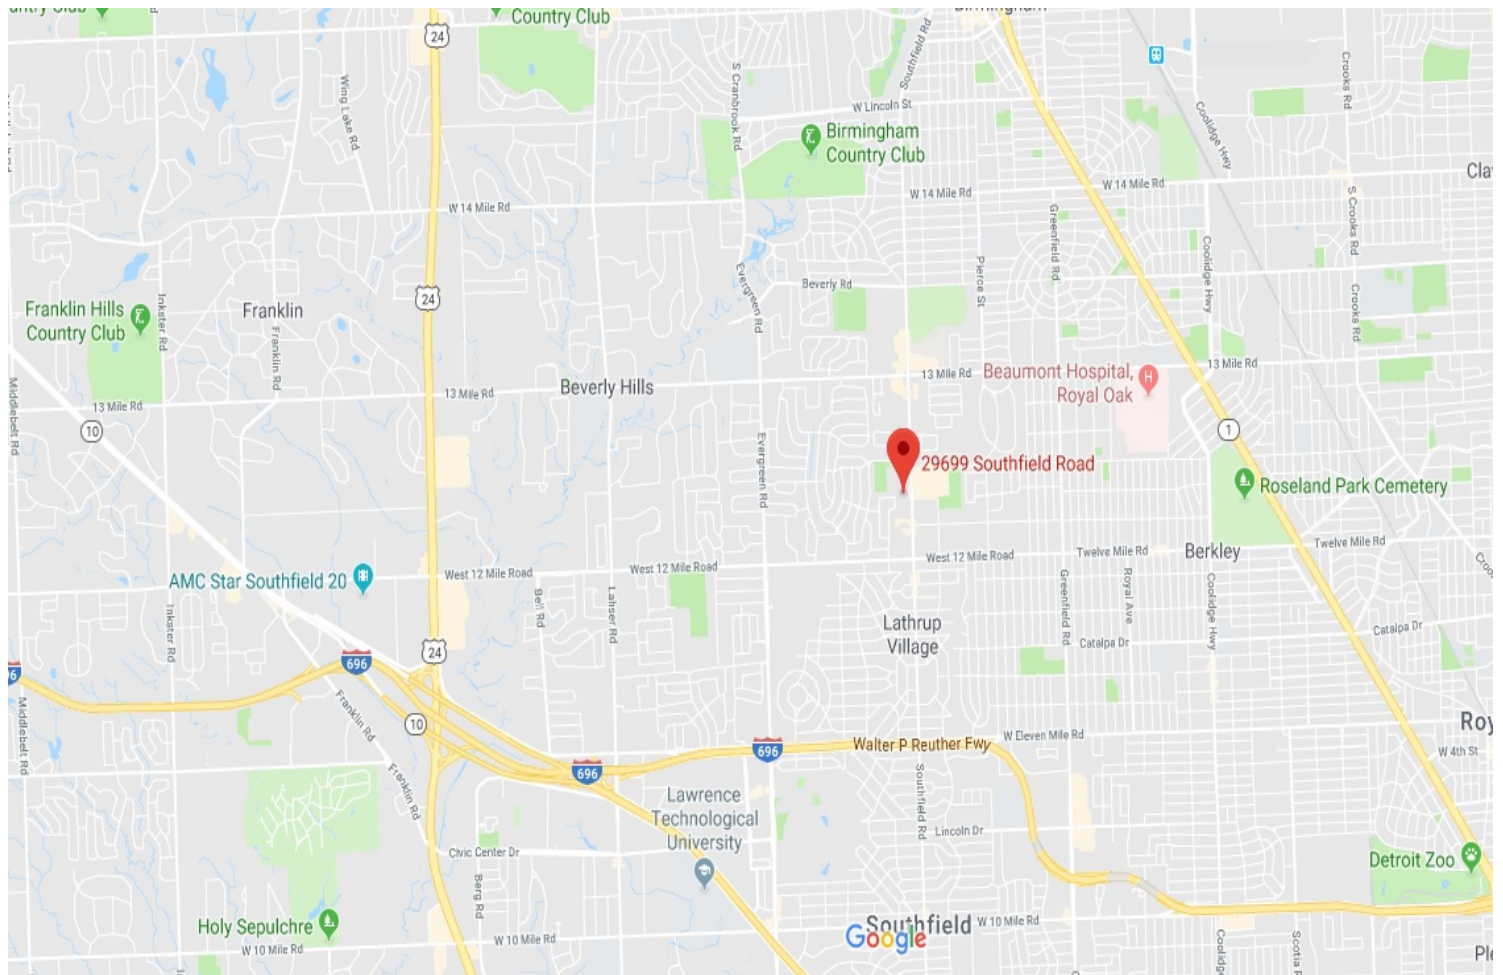 Country Club
24
Southfield Rd
Wing Lake Rd
S Cranbrook Rd
W Lincoln St
Birmingham
Country Club
Coolidge Hwy
Crooks Rd
W 14 Mile Rd
W 14 Mile Rd
W 14 Mile Rd
S Crooks Rd
Greenfield Rd
Pierce St
Coolidge Hwy
Crooks Rd
Evergreen Rd
Beverly Rd
24
Franklin Hills
Country Club
Inkster Rd
Franklin
Franklin Rd
Middlebelt Rd
13 Mile Rd
13 Mile Rd
Beverly Hills
13 Mile Rd
13 Mile Rd
Beaumont Hospital,
Royal Oak
H
10
1
Evergreen Rd
29699 Southfield Road
Roseland Park Cemetery
AMC Star Southfield 20
West 12 Mile Road
West 12 Mile Road
West 12 Mile Road
Twelve Mile Rd
Berkley
Twelve Mile Rd
Inkster Rd
Bell Rd
Lahser Rd
Greenfield Rd
Royal Ave
Coolidge Hwy
Lathrup
Village
Catalpa Dr
Catalpa Dr
24
696
Middlebelt Rd
Franklin Rd
10
696
696
Walter P Reuther Fwy
W Eleven Mile Rd
W 4th St
Franklin Rd
Southfield Rd
Lawrence
Technological
University
Lincoln Dr
Civic Center Dr
Berg Rd
Detroit Zoo
Holy Sepulchre
W 10 Mile Rd
W 10 Mile Rd
Southfield
W 10 Mile Rd
Google